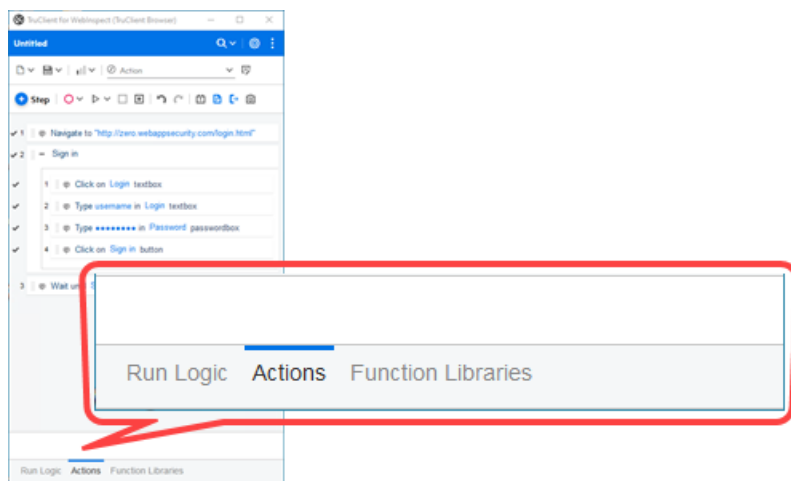 TruClient for WebInspect (TruClient Browser)
Untitled
Action
Step
1 Navigate to "http://zero.webappsecurity.com/login.html"
2 Sign in
1 Click on Login textbox
2 Type username in Login textbox
3 Type •••••••• in Password passwordbox
4 Click on Sign in button
3 Wait until S
Run Logic Actions Function Libraries
Run Logic Actions Function Libraries